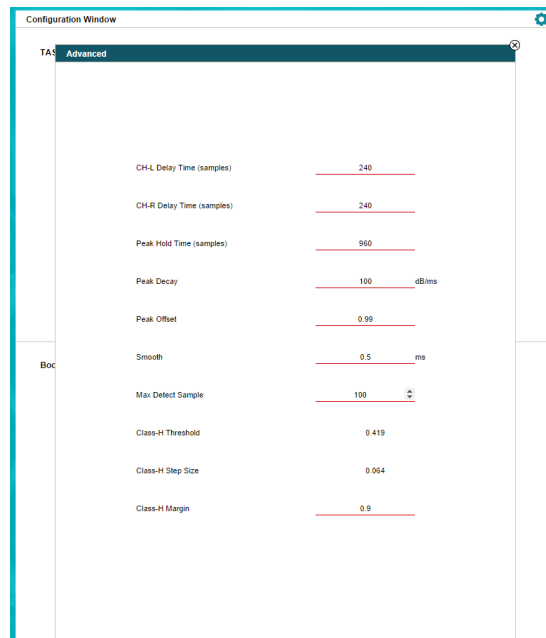 Configuration Window
TAS
Advanced
CH-L Delay Time (samples) 240
CH-R Delay Time (samples) 240
Peak Hold Time (samples) 960
Peak Decay 100 dB/ms
Peak Offset 0.99
Smooth 0.5 ms
Boo
Max Detect Sample 100
Class-H Threshold 0.419
Class-H Step Size 0.064
Class-H Margin 0.9